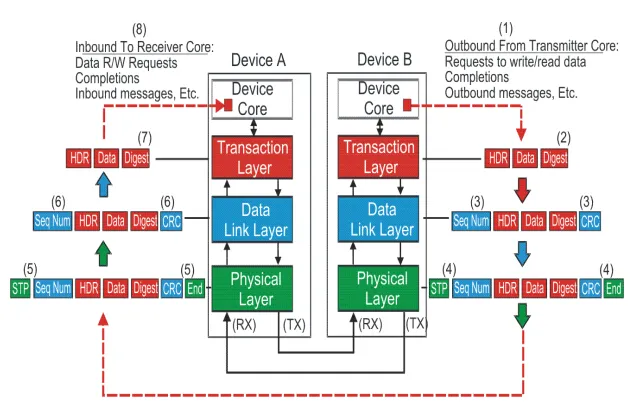 (8)
Inbound To Receiver Core:
Data R/W Requests
Completions
Inbound messages, Etc.
(1)
Outbound From Transmitter Core:
Requests to write/read data
Completions
Outbound messages, Etc.
Device A
Device B
Device
Core
Device
Core
(7)
HDR Data Digest
Transaction
Layer
Transaction
Layer
(2)
HDR Data Digest
(6) (6)
Seq Num HDR Data Digest CRC
Data
Link Layer
Data
Link Layer
(3) (3)
Seq Num HDR Data Digest CRC
(5) (5)
STP Seq Num HDR Data Digest CRC End
Physical
Layer
Physical
Layer
(4) (4)
STP Seq Num HDR Data Digest CRC End
(RX) (TX)
(RX) (TX)